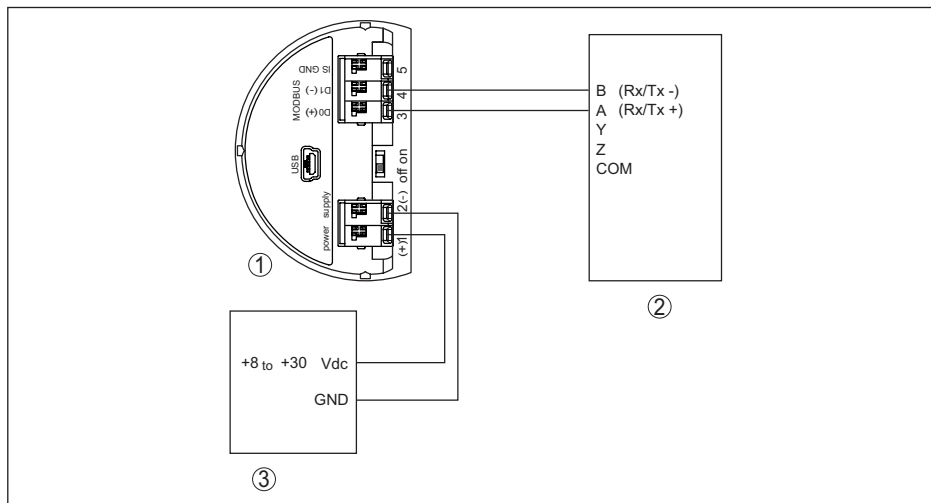 IS GND
MODBUS
D1(-)
D0(+)
USB
power supply
5
4
3
off on
2(-)
(+)1
1
B (Rx/Tx -)
A (Rx/Tx +)
Y
Z
COM
2
+8 to +30 Vdc
GND
3